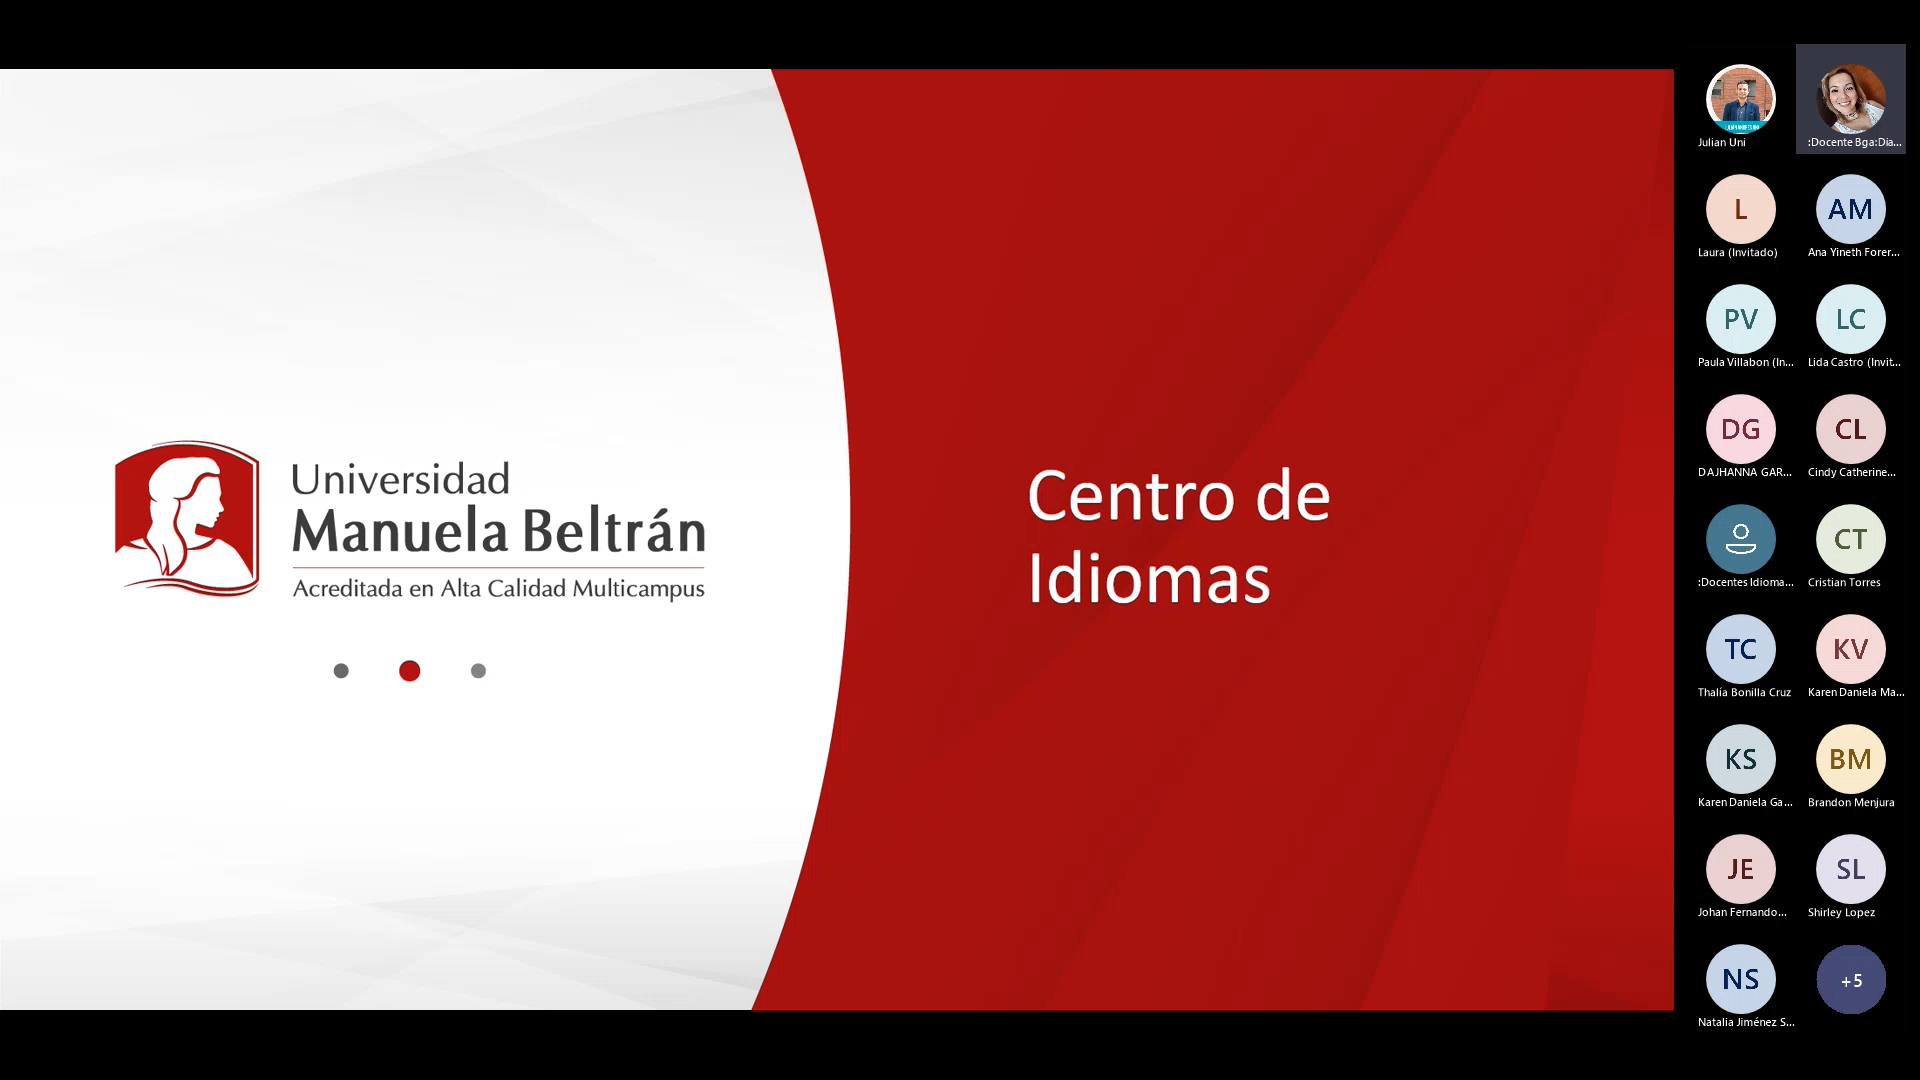 Universidad
Manuela Beltrán
Acreditada en Alta Calidad Multicampus
Centro de
Idiomas
Julian Uni
:Docente Bga:Dia...
L
Laura (Invitado)
AM
Ana Yineth Forer...
PV
Paula Villabon (In...
LC
Lida Castro (Invit...
DG
DAJHANNA GAR...
CL
Cindy Catherine...
:Docentes Idioma...
CT
Cristian Torres
TC
Thalía Bonilla Cruz
KV
Karen Daniela Ma...
KS
Karen Daniela Ga...
BM
Brandon Menjura
JE
Johan Fernando...
SL
Shirley Lopez
NS
Natalia Jiménez S...
+5